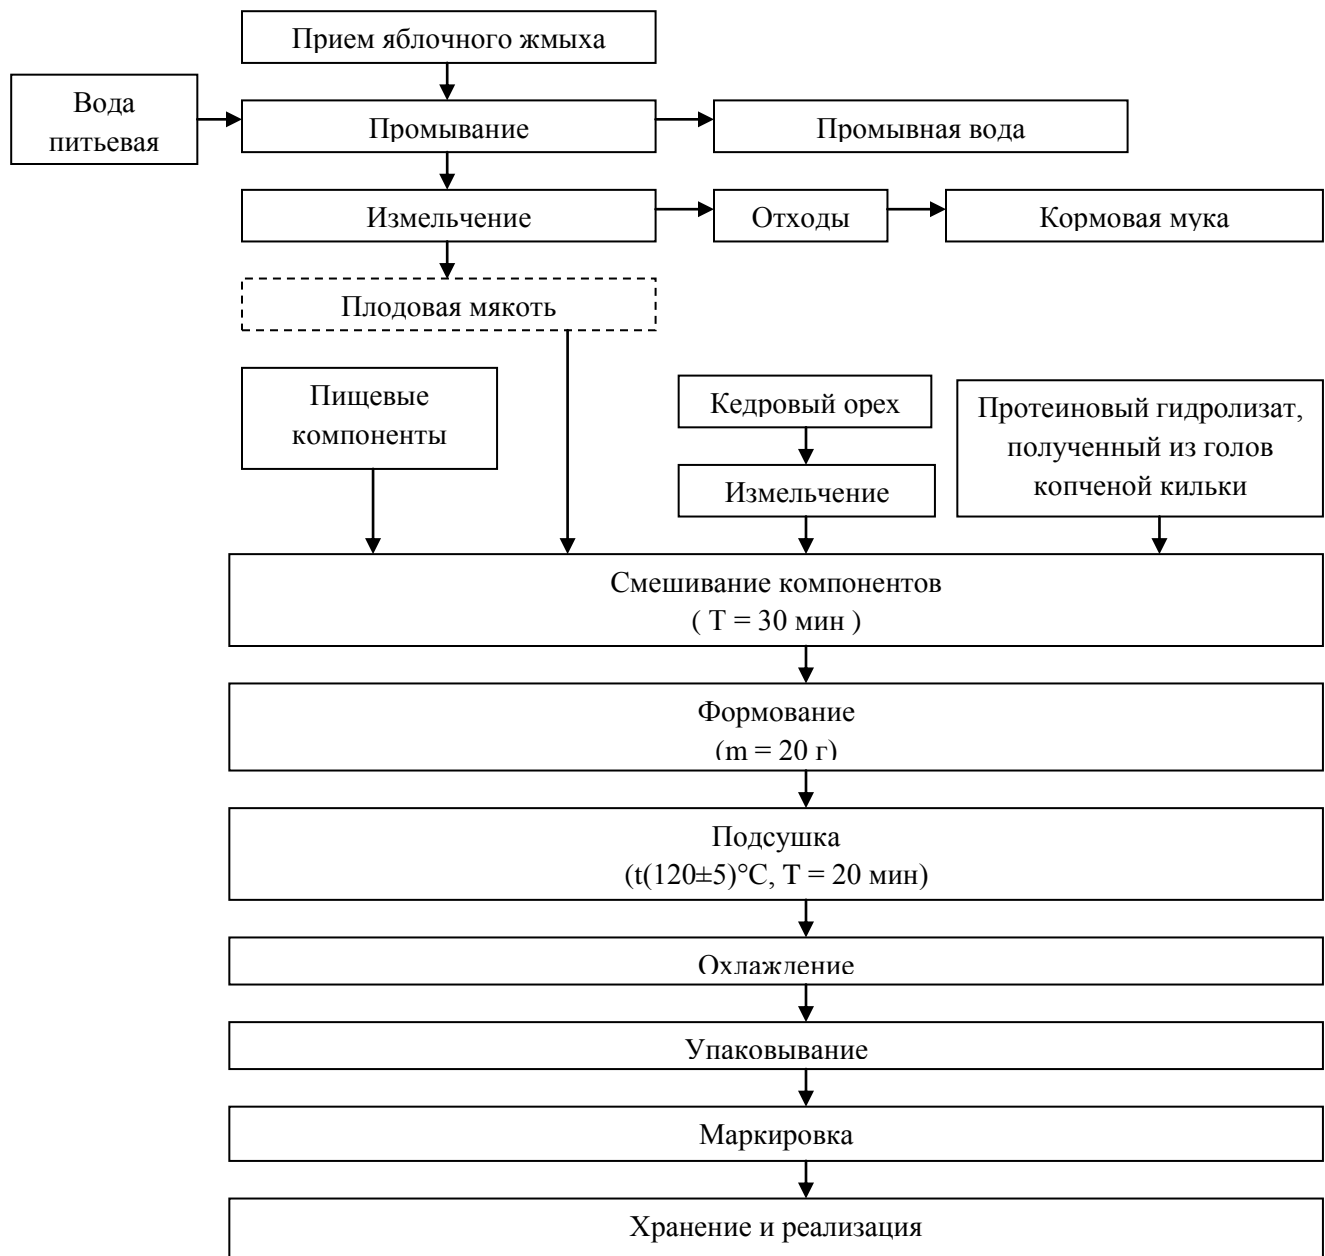 Прием яблочного жмыха
Вода
питьевая
Промывание
Промывная вода
Измельчение
Отходы
Кормовая мука
Плодовая мякоть
Пищевые
компоненты
Кедровый орех
Измельчение
Протеиновый гидролизат,
полученный из голов
копченой кильки
Смешивание компонентов
( T = 30 мин )
Формование
(m = 20 г)
Подсушка
(t(120±5)°C, T = 20 мин)
Охлаждение
Упаковывание
Маркировка
Хранение и реализация